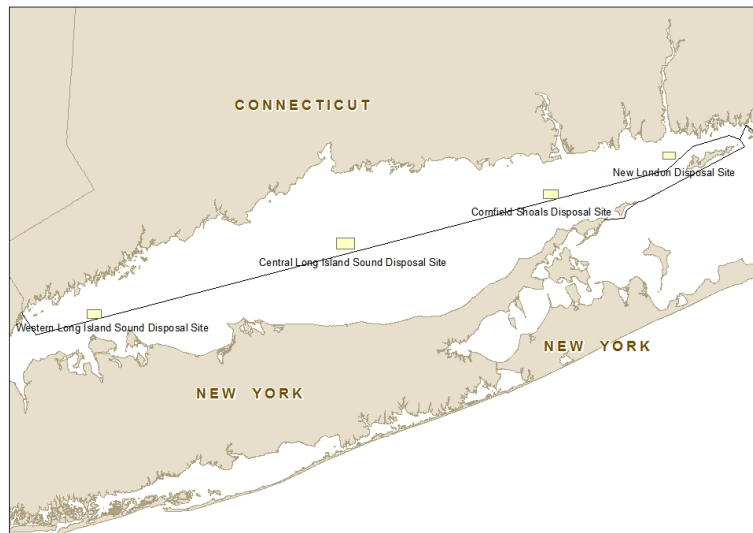 CONNECTICUT
New London Disposal Site
Cornfield Shoals Disposal Site
Central Long Island Sound Disposal Site
Western Long Island Sound Disposal Site
NEW YORK
NEW YORK